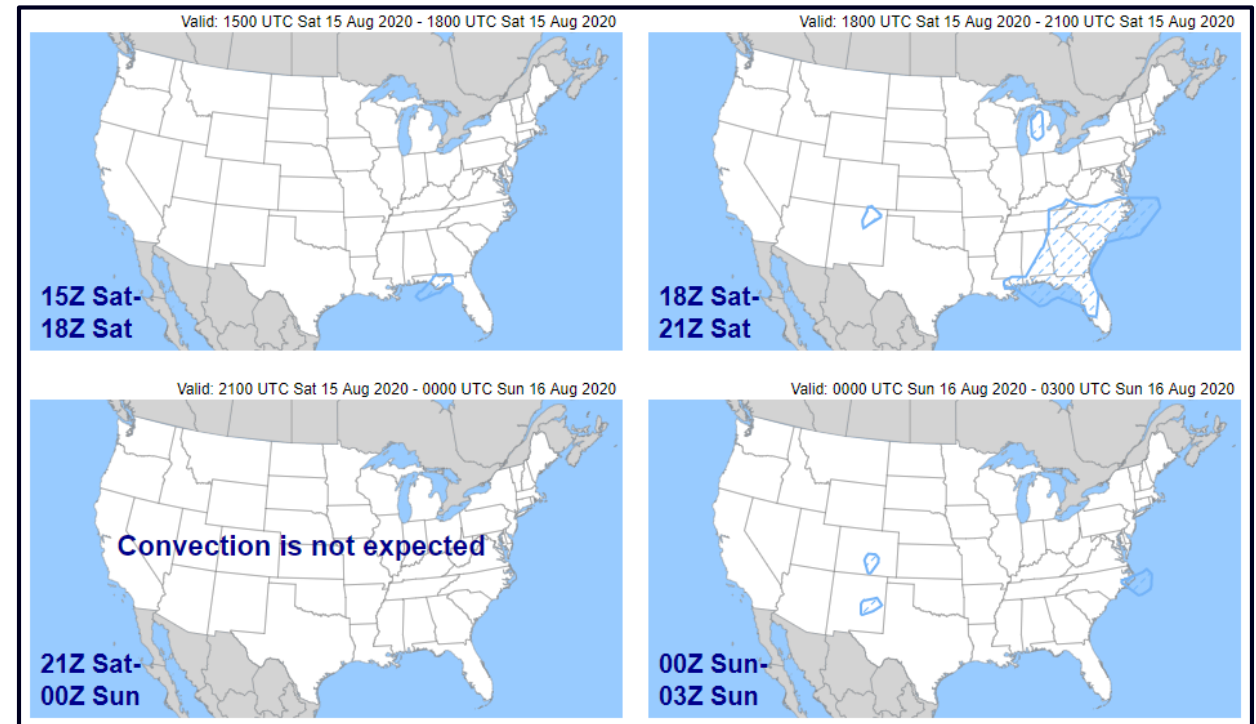 Valid: 1500 UTC Sat 15 Aug 2020 - 1800 UTC Sat 15 Aug 2020
15Z Sat-
18Z Sat
Valid: 1800 UTC Sat 15 Aug 2020 - 2100 UTC Sat 15 Aug 2020
18Z Sat-
21Z Sat
Valid: 2100 UTC Sat 15 Aug 2020 - 0000 UTC Sun 16 Aug 2020
Convection is not expected
21Z Sat-
00Z Sun
Valid: 0000 UTC Sun 16 Aug 2020 - 0300 UTC Sun 16 Aug 2020
00Z Sun-
03Z Sun